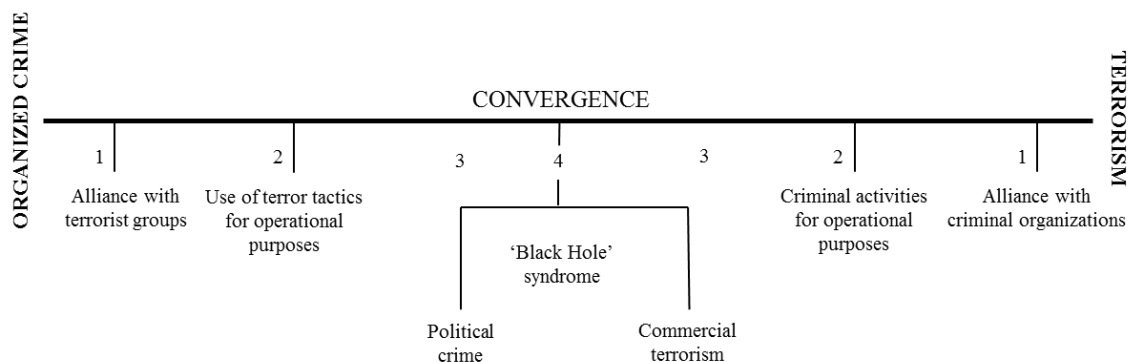 ORGANIZED CRIME
CONVERGENCE
TERRORISM
1
2
3
4
3
2
1
Alliance with
terrorist groups
Use of terror tactics
for operational
purposes
‘Black Hole’
syndrome
Criminal activities
for operational
purposes
Alliance with
criminal organizations
Political
crime
Commercial
terrorism